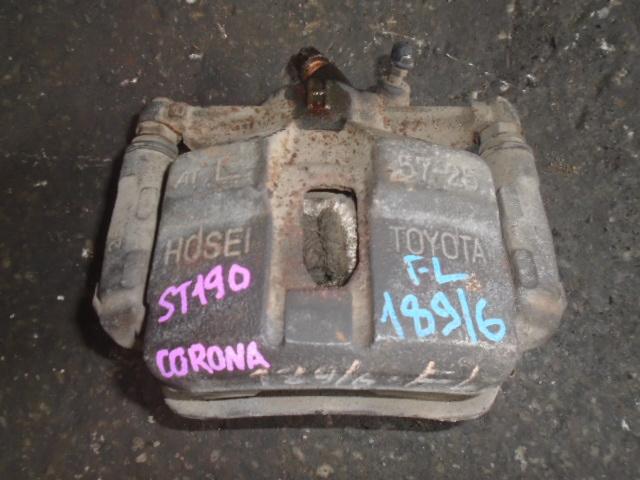 AT L 57-25
HOSEI TOYOTA
ST190 F-L
189/6
CORONA